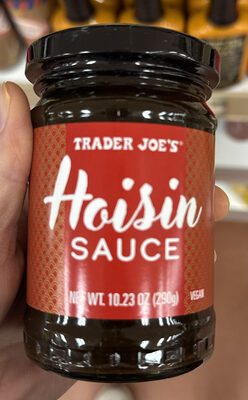 TRADER JOE'S
Hoisin
SAUCE
NET WT. 10.23 OZ (290g)
VEGAN